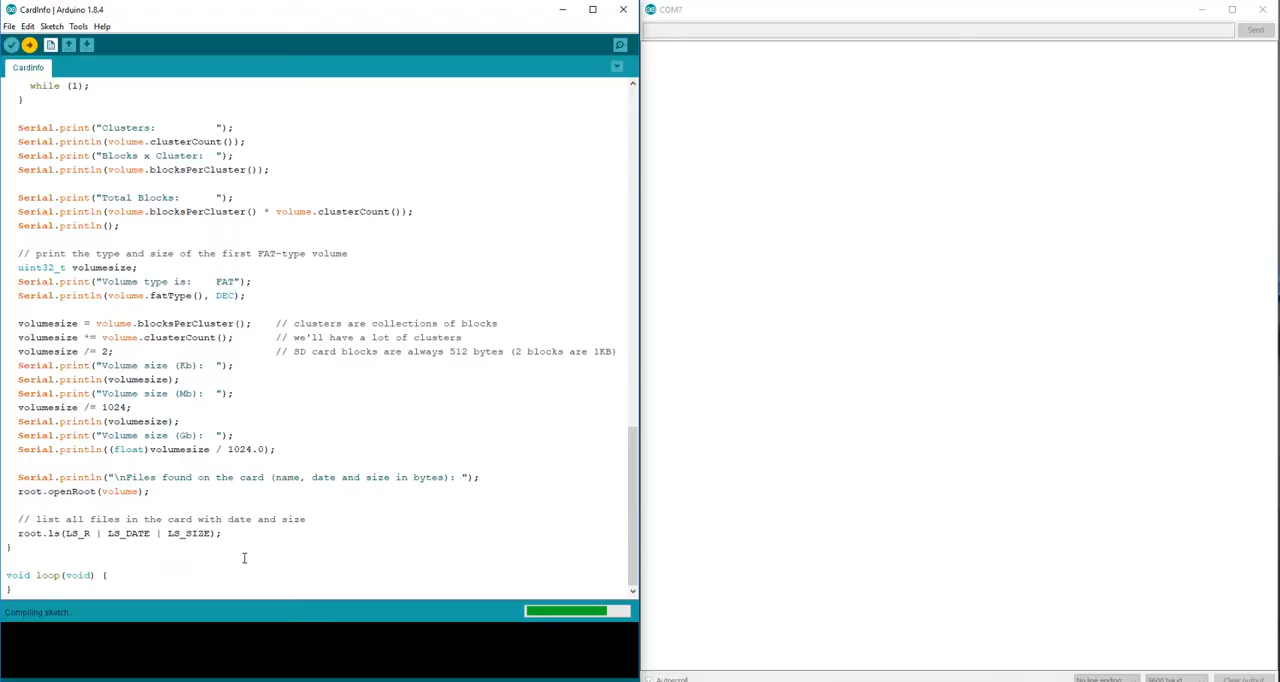 CardInfo | Arduino 1.8.4
File Edit Sketch Tools Help
CardInfo
while (1);
}
Serial.print("Clusters:          ");
Serial.println(volume.clusterCount());
Serial.print("Blocks x Cluster:  ");
Serial.println(volume.blocksPerCluster());
Serial.print("Total Blocks:      ");
Serial.println(volume.blocksPerCluster() * volume.clusterCount());
Serial.println();
// print the type and size of the first FAT-type volume
uint32_t volumesize;
Serial.print("Volume type is:    FAT");
Serial.println(volume.fatType(), DEC);
volumesize = volume.blocksPerCluster();    // clusters are collections of blocks
volumesize *= volume.clusterCount();       // we'll have a lot of clusters
volumesize /= 2;                           // SD card blocks are always 512 bytes (2 blocks are 1KB)
Serial.print("Volume size (Kb):  ");
Serial.println(volumesize);
Serial.print("Volume size (Mb):  ");
volumesize /= 1024;
Serial.println(volumesize);
Serial.print("Volume size (Gb):  ");
Serial.println((float)volumesize / 1024.0);
Serial.println("\nFiles found on the card (name, date and size in bytes): ");
root.openRoot(volume);
// list all files in the card with date and size
root.ls(LS_R | LS_DATE | LS_SIZE);
}
void loop(void) {
}
Compiling sketch...
COM7
Send
Autoscroll
No line ending
9600 baud
Clear output